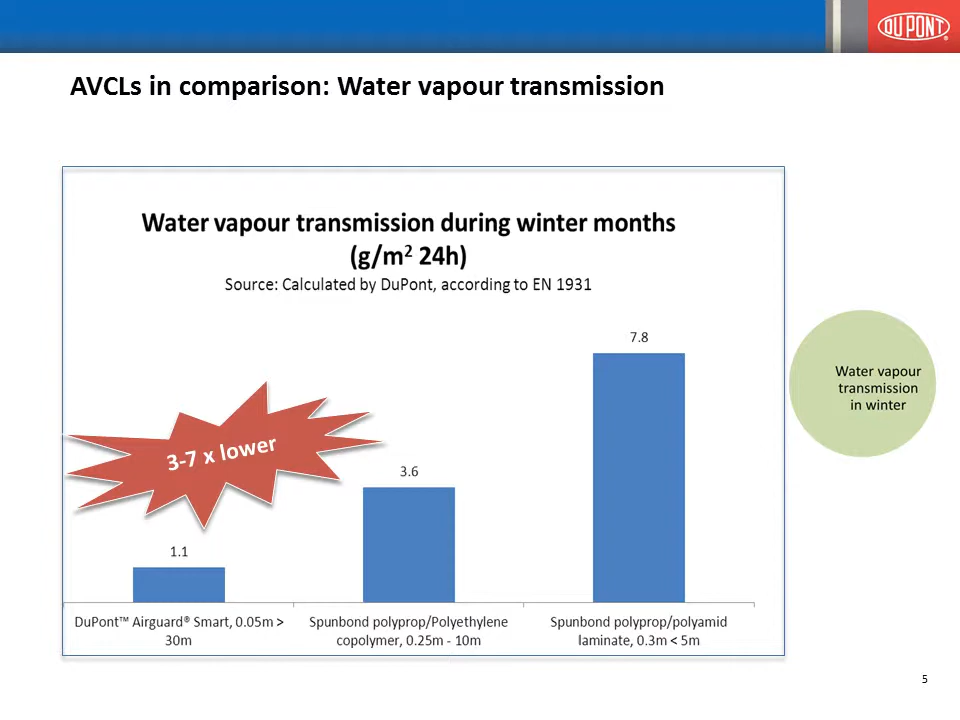 DUPONT®
AVCLs in comparison: Water vapour transmission
Water vapour transmission during winter months
(g/m² 24h)
Source: Calculated by DuPont, according to EN 1931
7.8
Water vapour
transmission
in winter
3-7 x lower
3.6
1.1
DuPont™ Airguard® Smart, 0.05m >
30m
Spunbond polyprop/Polyethylene
copolymer, 0.25m - 10m
Spunbond polyprop/polyamid
laminate, 0.3m < 5m
5